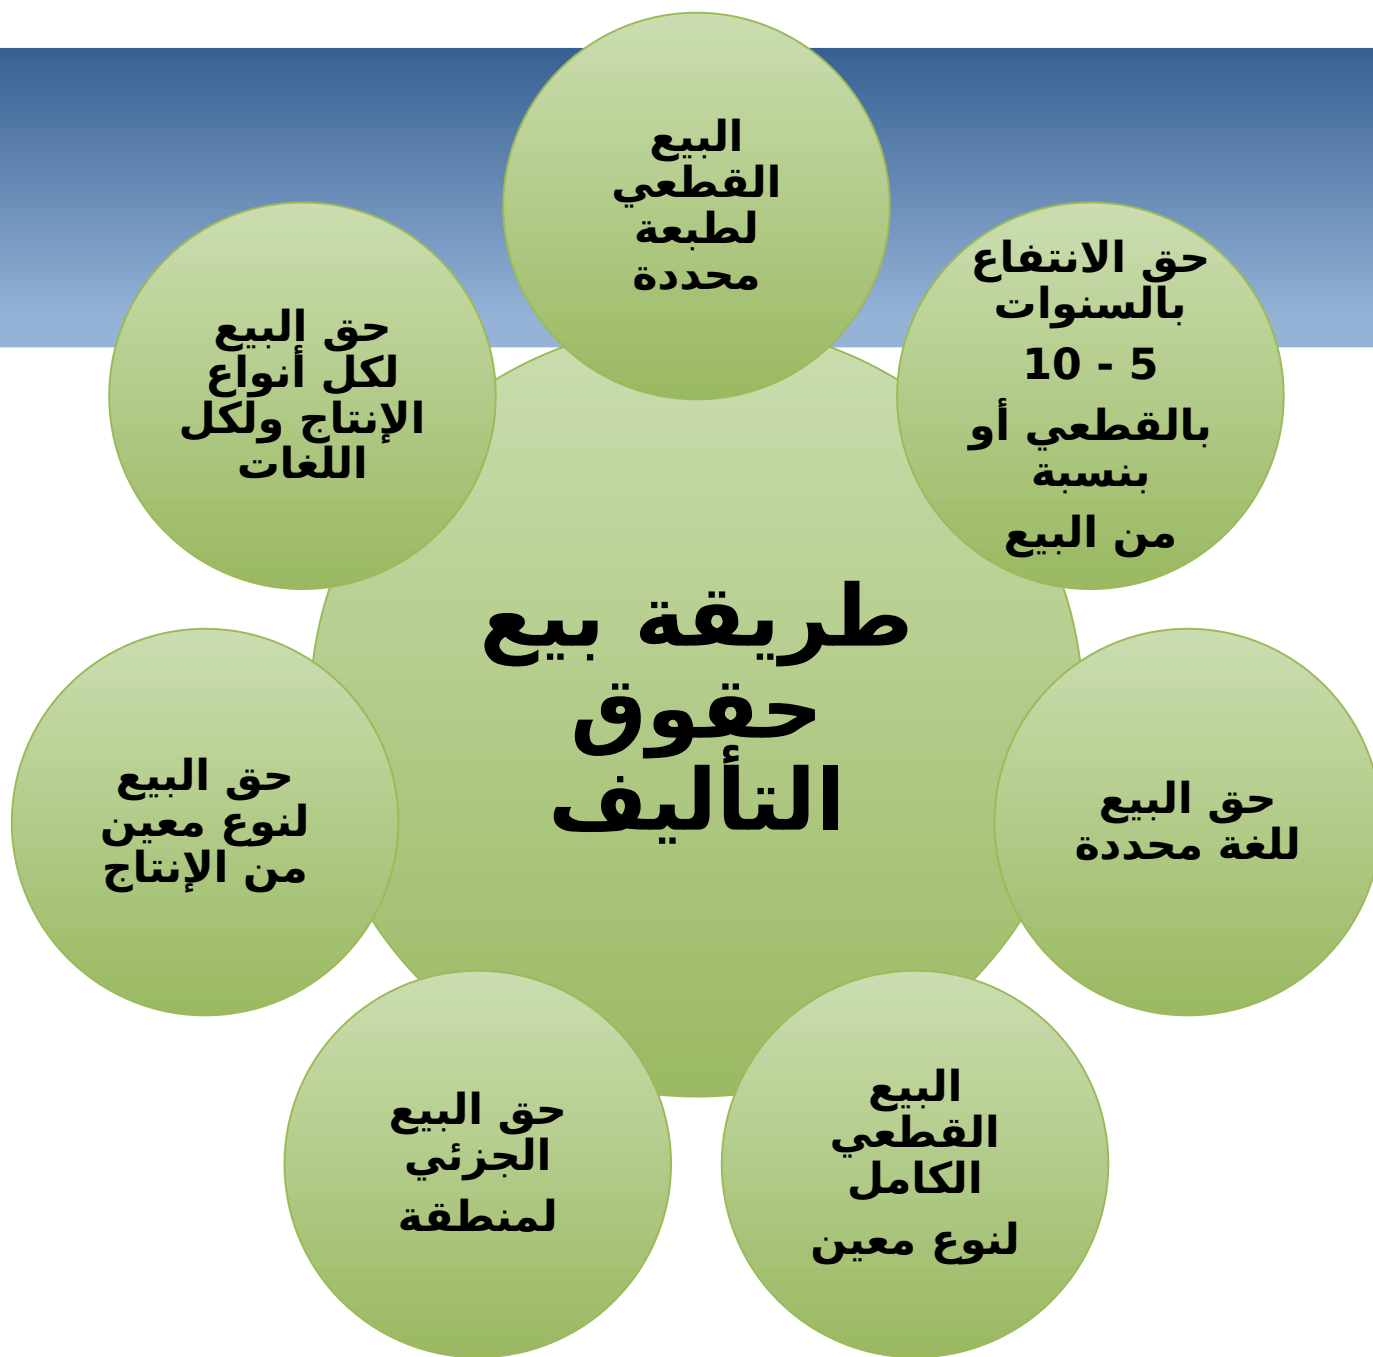 البيع
القطعي
لطبعة
محددة
حق الانتفاع
بالسنوات
5 - 10
بالقطعي أو
بنسبة
من البيع
حق البيع
للغة محددة
البيع
القطعي
الكامل
لنوع معين
حق البيع
الجزئي
لمنطقة
حق البيع
لنوع معين
من الإنتاج
حق البيع
لكل أنواع
الإنتاج ولكل
اللغات
طريقة بيع
حقوق
التأليف